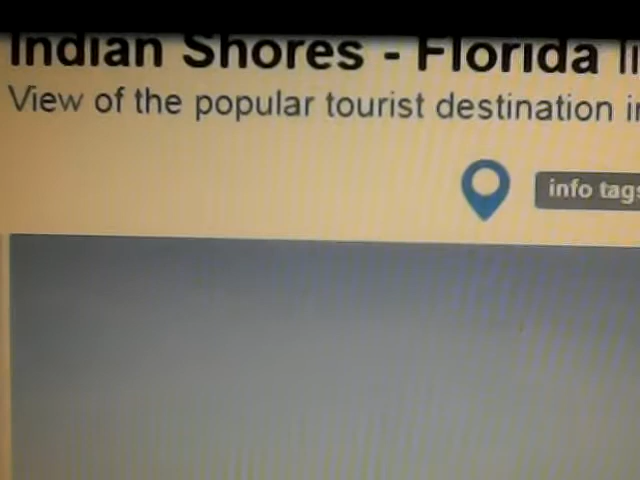 Indian Shores - Florida
View of the popular tourist destination
info tags